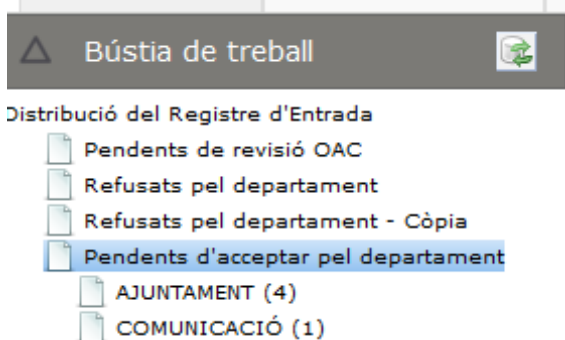 Bústia de treball
Distribució del Registre d'Entrada
Pendents de revisió OAC
Refusats pel departament
Refusats pel departament - Còpia
Pendents d'acceptar pel departament
AJUNTAMENT (4)
COMUNICACIÓ (1)